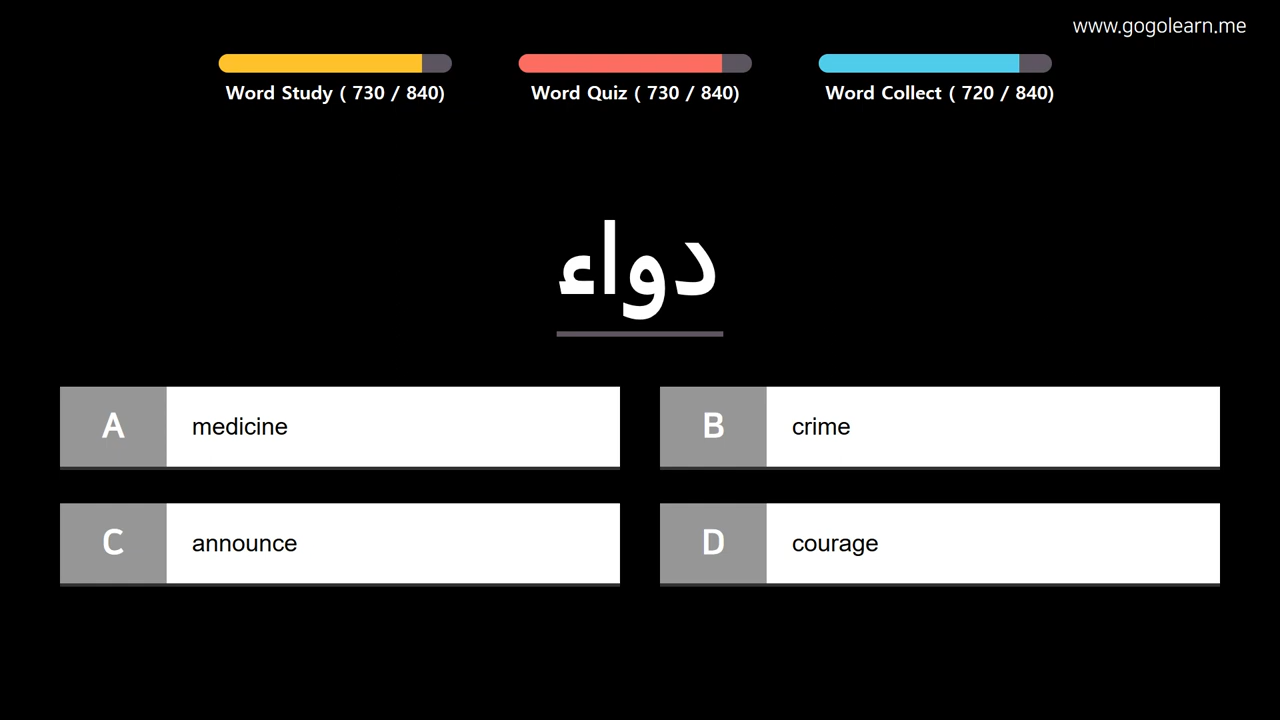 www.gogolearn.me
Word Study ( 730 / 840)
Word Quiz ( 730 / 840)
Word Collect ( 720 / 840)
دواء
A medicine
B crime
C announce
D courage